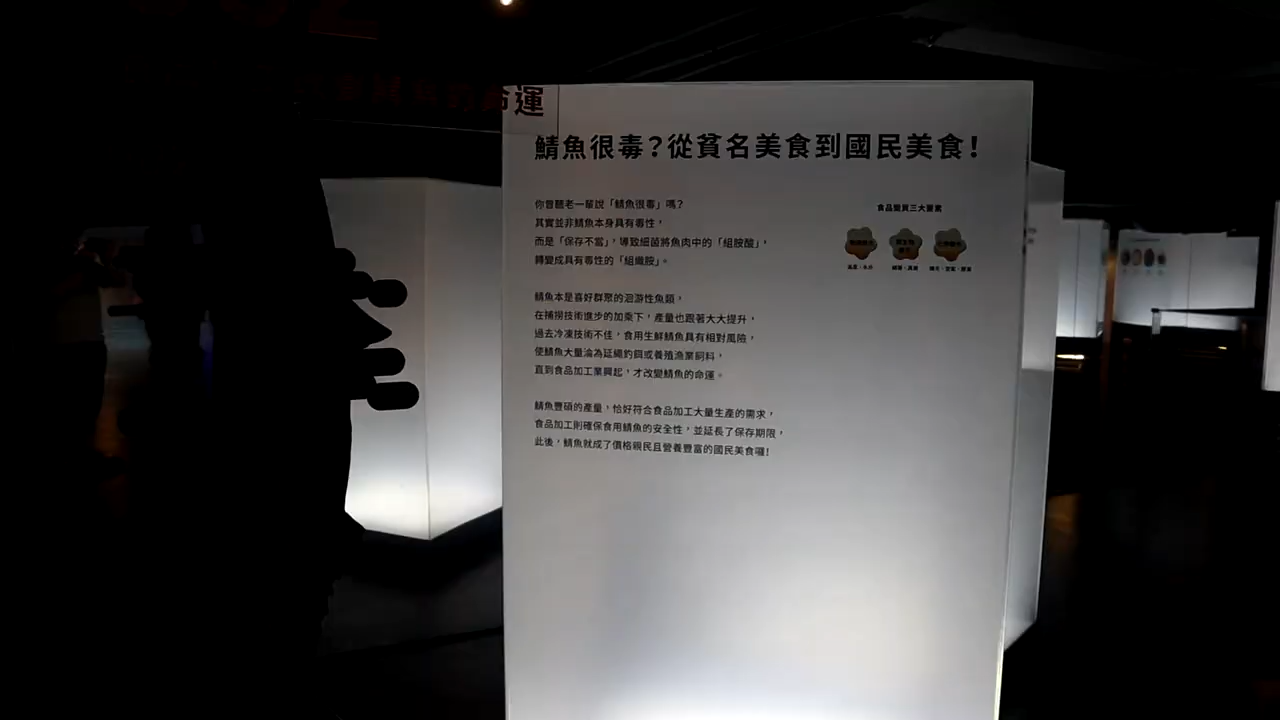 命運
鯖魚很毒？從貧名美食到國民美食！
你曾聽老一輩說「鯖魚很毒」嗎？
其實並非鯖魚本身具有毒性，
而是「保存不當」，導致細菌將魚肉中的「組胺酸」，
轉變成具有毒性的「組織胺」。
鯖魚本是喜好群聚的洄游性魚類，
在捕撈技術進步的加乘下，產量也跟著大大提升，
過去冷凍技術不佳，食用生鮮鯖魚具有相對風險，
使鯖魚大量淪為延繩釣餌或養殖漁業飼料，
直到食品加工業興起，才改變鯖魚的命運。
鯖魚豐碩的產量，恰好符合食品加工大量生產的需求，
食品加工則確保食用鯖魚的安全性，並延長了保存期限，
此後，鯖魚就成了價格親民且營養豐富的國民美食囉！
食品變質三大要素